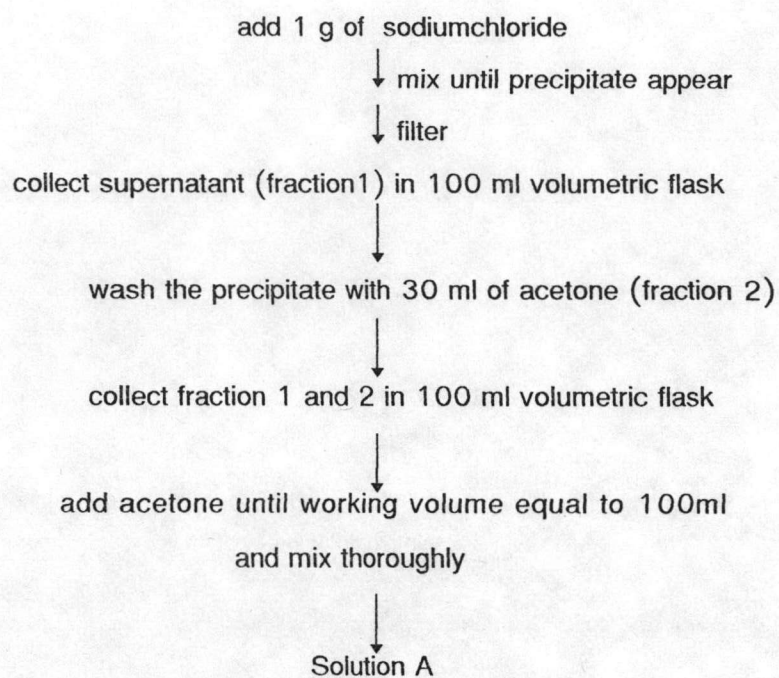 add 1 g of sodiumchloride
mix until precipitate appear
filter
collect supernatant (fraction1) in 100 ml volumetric flask
wash the precipitate with 30 ml of acetone (fraction 2)
collect fraction 1 and 2 in 100 ml volumetric flask
add acetone until working volume equal to 100ml
and mix thoroughly
Solution A